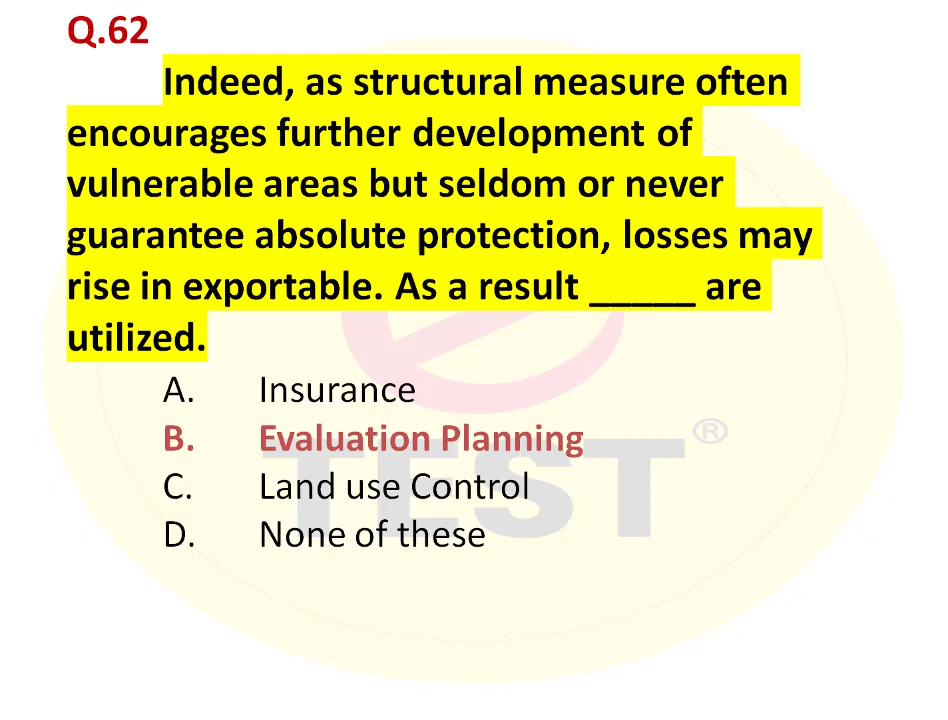 Q.62
Indeed, as structural measure often
encourages further development of
vulnerable areas but seldom or never
guarantee absolute protection, losses may
rise in exportable. As a result _____ are
utilized.
A. Insurance
B. Evaluation Planning
C. Land use Control
D. None of these
TEST®